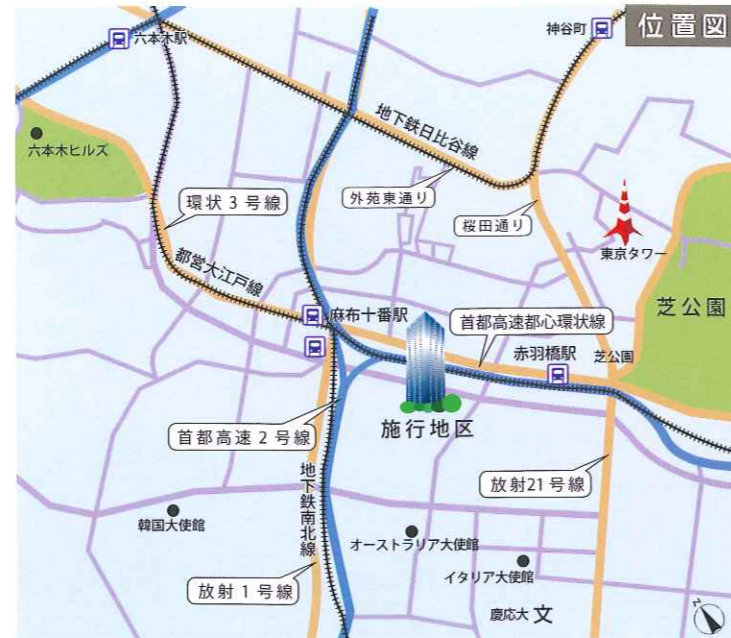 位置図
神谷町
六本木駅
地下鉄日比谷線
六本木ヒルズ
外苑東通り
環状3号線
桜田通り
東京タワー
都営大江戸線
芝公園
麻布十番駅
首都高速都心環状線
赤羽橋駅
芝公園
施行地区
首都高速2号線
地下鉄南北線
放射21号線
韓国大使館
オーストラリア大使館
イタリア大使館
放射1号線
慶応大 文
Z